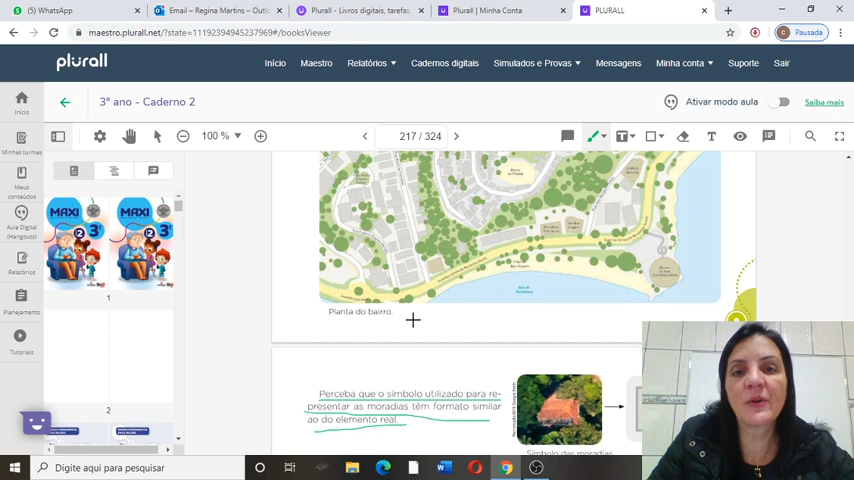 (5) WhatsApp
Email – Regina Martins – Outlo
Plurall - Livros digitais, tarefas,
Plurall | Minha Conta
PLURALL
maestro.plurall.net/?state=11192394945237969#/booksViewer
Pausada
plurall
Início
Maestro
Relatórios
Cadernos digitais
Simulados e Provas
Mensagens
Minha conta
Suporte
Sair
3º ano - Caderno 2
Ativar modo aula
Saiba mais
100 %
217 / 324
Início
Minhas turmas
Meus conteúdos
Aula Digital (Hangouts)
Relatórios
Planejamento
Tutoriais
MAXI
2
3º
MAXI
2
3º
1
2
Planta do bairro.
Perceba que o símbolo utilizado para re-
presentar as moradias têm formato similar
ao do elemento real.
Símbolo das moradias
Digite aqui para pesquisar